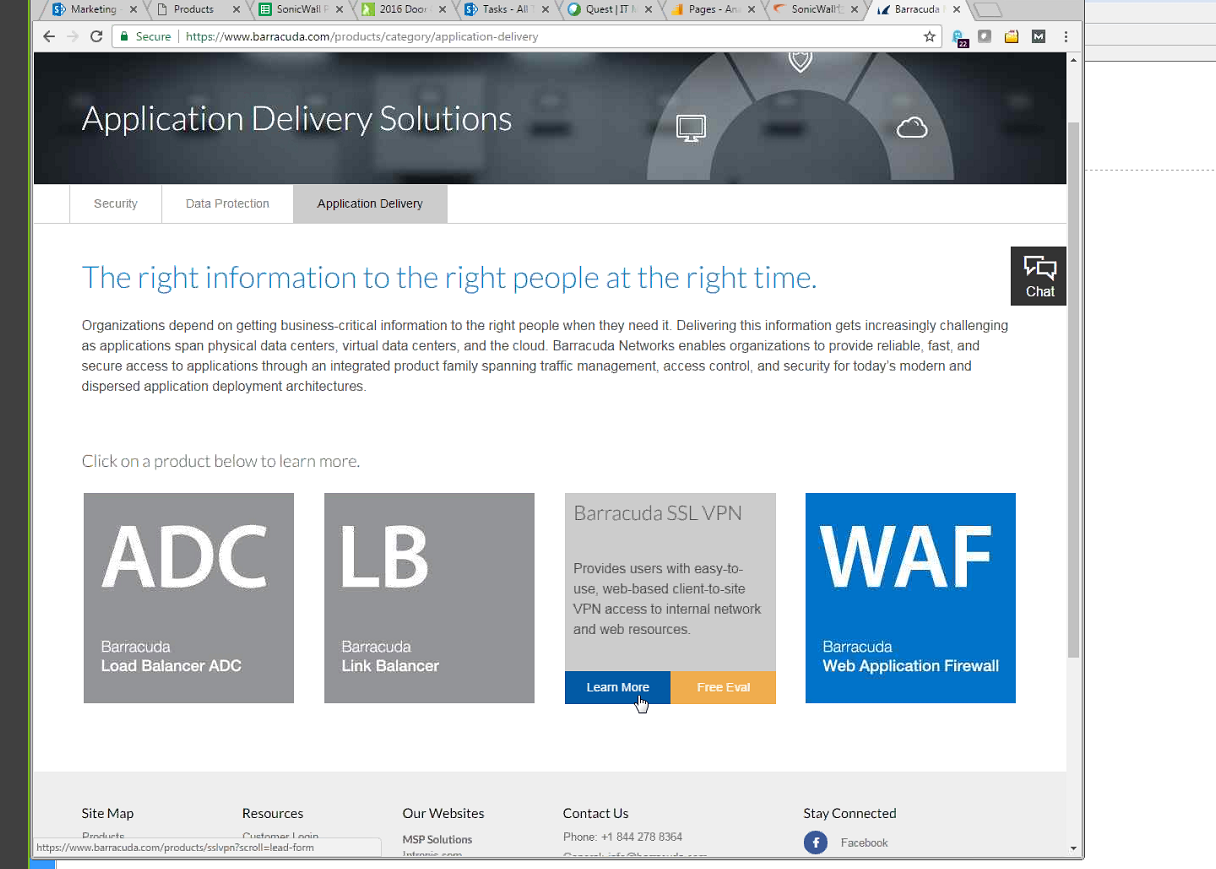 Marketing
Products
SonicWall P
2016 Door
Tasks - All T
Quest | IT M
Pages - Ana
SonicWall
Barracuda
Secure
https://www.barracuda.com/products/category/application-delivery
22
M
Application Delivery Solutions
Security
Data Protection
Application Delivery
Chat
The right information to the right people at the right time.
Organizations depend on getting business-critical information to the right people when they need it. Delivering this information gets increasingly challenging
as applications span physical data centers, virtual data centers, and the cloud. Barracuda Networks enables organizations to provide reliable, fast, and
secure access to applications through an integrated product family spanning traffic management, access control, and security for today's modern and
dispersed application deployment architectures.
Click on a product below to learn more.
ADC
Barracuda
Load Balancer ADC
LB
Barracuda
Link Balancer
Barracuda SSL VPN
Provides users with easy-to-
use, web-based client-to-site
VPN access to internal network
and web resources.
Learn More
Free Eval
WAF
Barracuda
Web Application Firewall
Site Map
Products
Resources
Customer Login
Our Websites
MSP Solutions
Intronis.com
Contact Us
Phone: +1 844 278 8364
General: info@barracuda.com
Stay Connected
Facebook
https://www.barracuda.com/products/sslvpn?scroll=lead-form